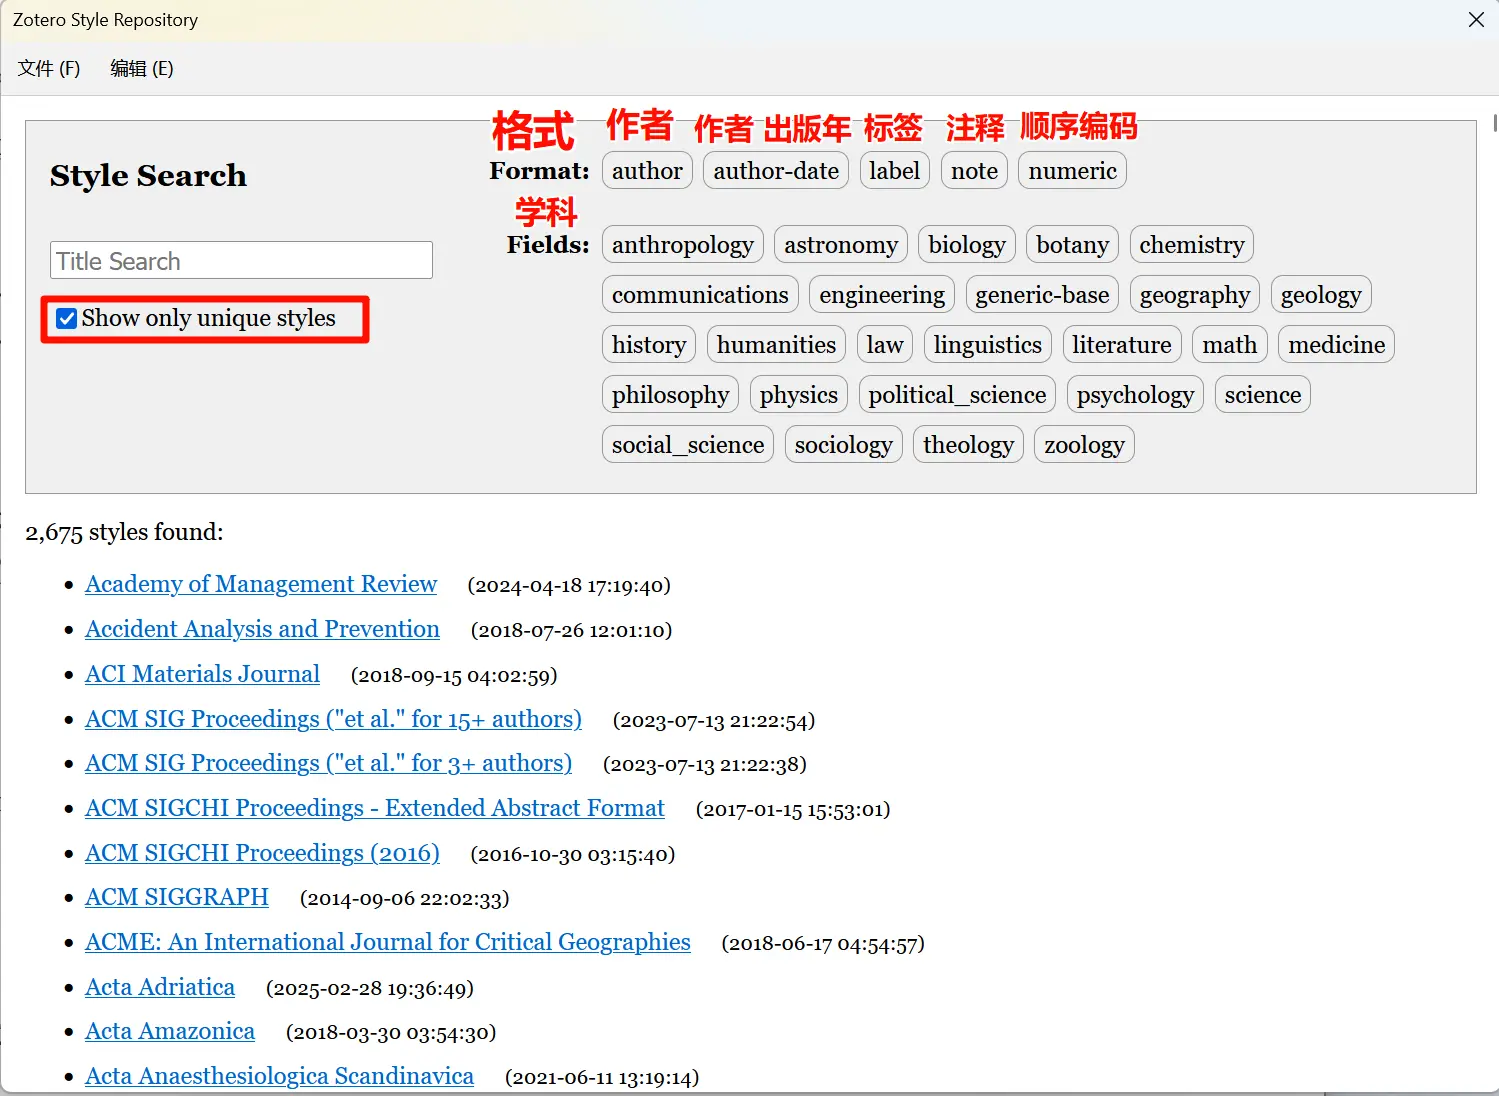 Zotero Style Repository
文件 (F) 编辑 (E)
格式 作者 作者 出版年 标签 注释 顺序编码
Style Search
Format: author author-date label note numeric
学科
Fields: anthropology astronomy biology botany chemistry
communications engineering generic-base geography geology
history humanities law linguistics literature math medicine
philosophy physics political_science psychology science
social_science sociology theology zoology
Title Search
Show only unique styles
2,675 styles found:
Academy of Management Review (2024-04-18 17:19:40)
Accident Analysis and Prevention (2018-07-26 12:01:10)
ACI Materials Journal (2018-09-15 04:02:59)
ACM SIG Proceedings ("et al." for 15+ authors) (2023-07-13 21:22:54)
ACM SIG Proceedings ("et al." for 3+ authors) (2023-07-13 21:22:38)
ACM SIGCHI Proceedings - Extended Abstract Format (2017-01-15 15:53:01)
ACM SIGCHI Proceedings (2016) (2016-10-30 03:15:40)
ACM SIGGRAPH (2014-09-06 22:02:33)
ACME: An International Journal for Critical Geographies (2018-06-17 04:54:57)
Acta Adriatica (2025-02-28 19:36:49)
Acta Amazonica (2018-03-30 03:54:30)
Acta Anaesthesiologica Scandinavica (2021-06-11 13:19:14)